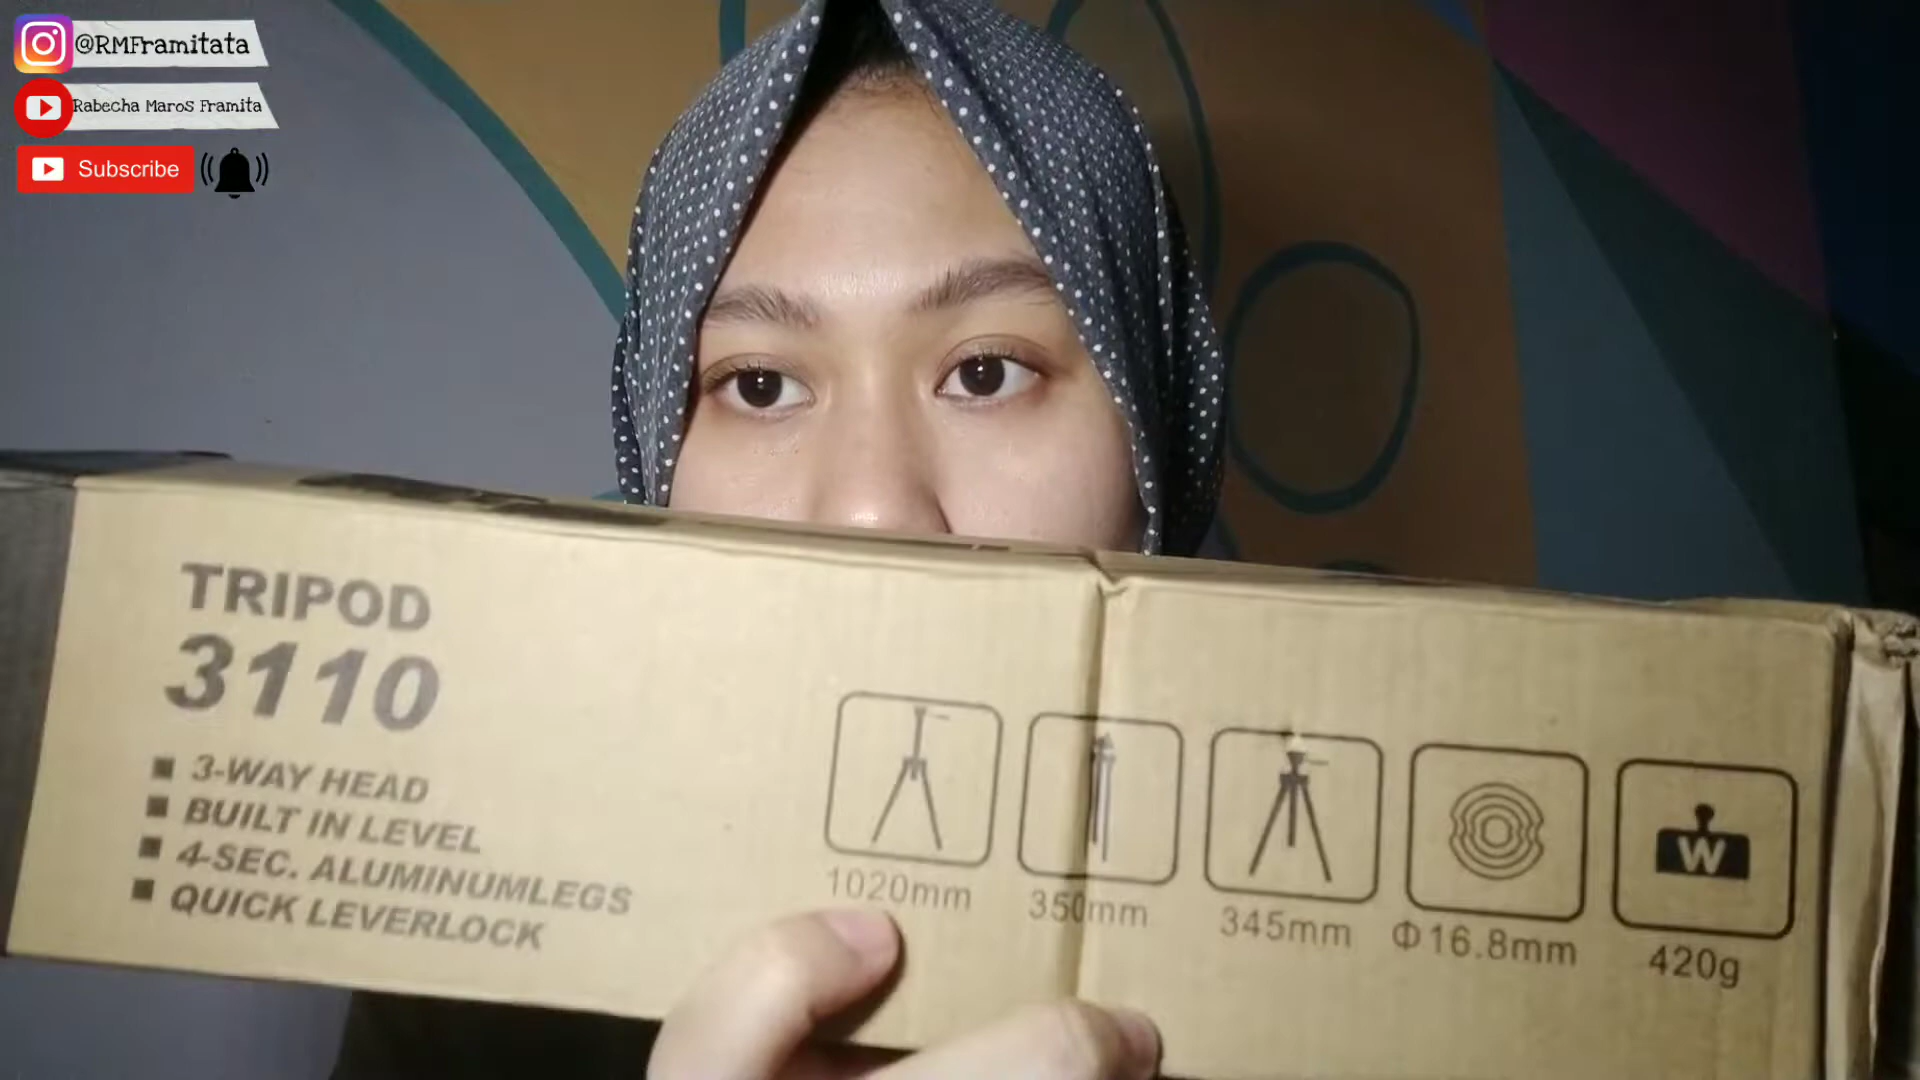 @RMFramitata
Rabecha Maros Framita
Subscribe
TRIPOD
3110
3-WAY HEAD
BUILT IN LEVEL
4-SEC. ALUMINUMLEGS
QUICK LEVERLOCK
1020mm
350mm
345mm
Φ16.8mm
W
420g